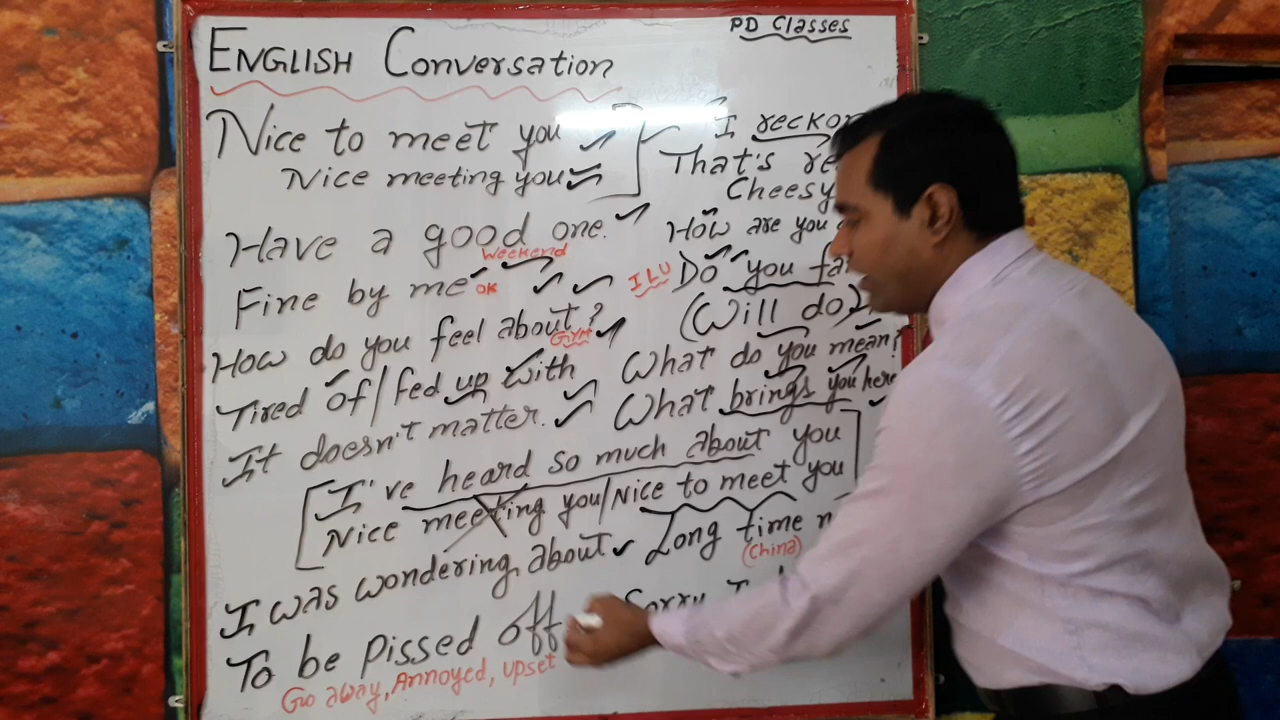 PD Classes
ENGLISH Conversation
Nice to meet you
Nice meeting you
Have a good one.
Weekend
Fine by me
OK
How do you feel about?
Gym
Tired of/fed up with
It doesn't matter.
I reckon
That's
Cheesy
How are you
ILU
Do you
(Will do)
What do you mean?
What brings you here
I've heard so much about you
Nice meeting you/Nice to meet you
I was wondering about
Long time
(China)
Sorry I
To be pissed off
Go away, Annoyed, upset